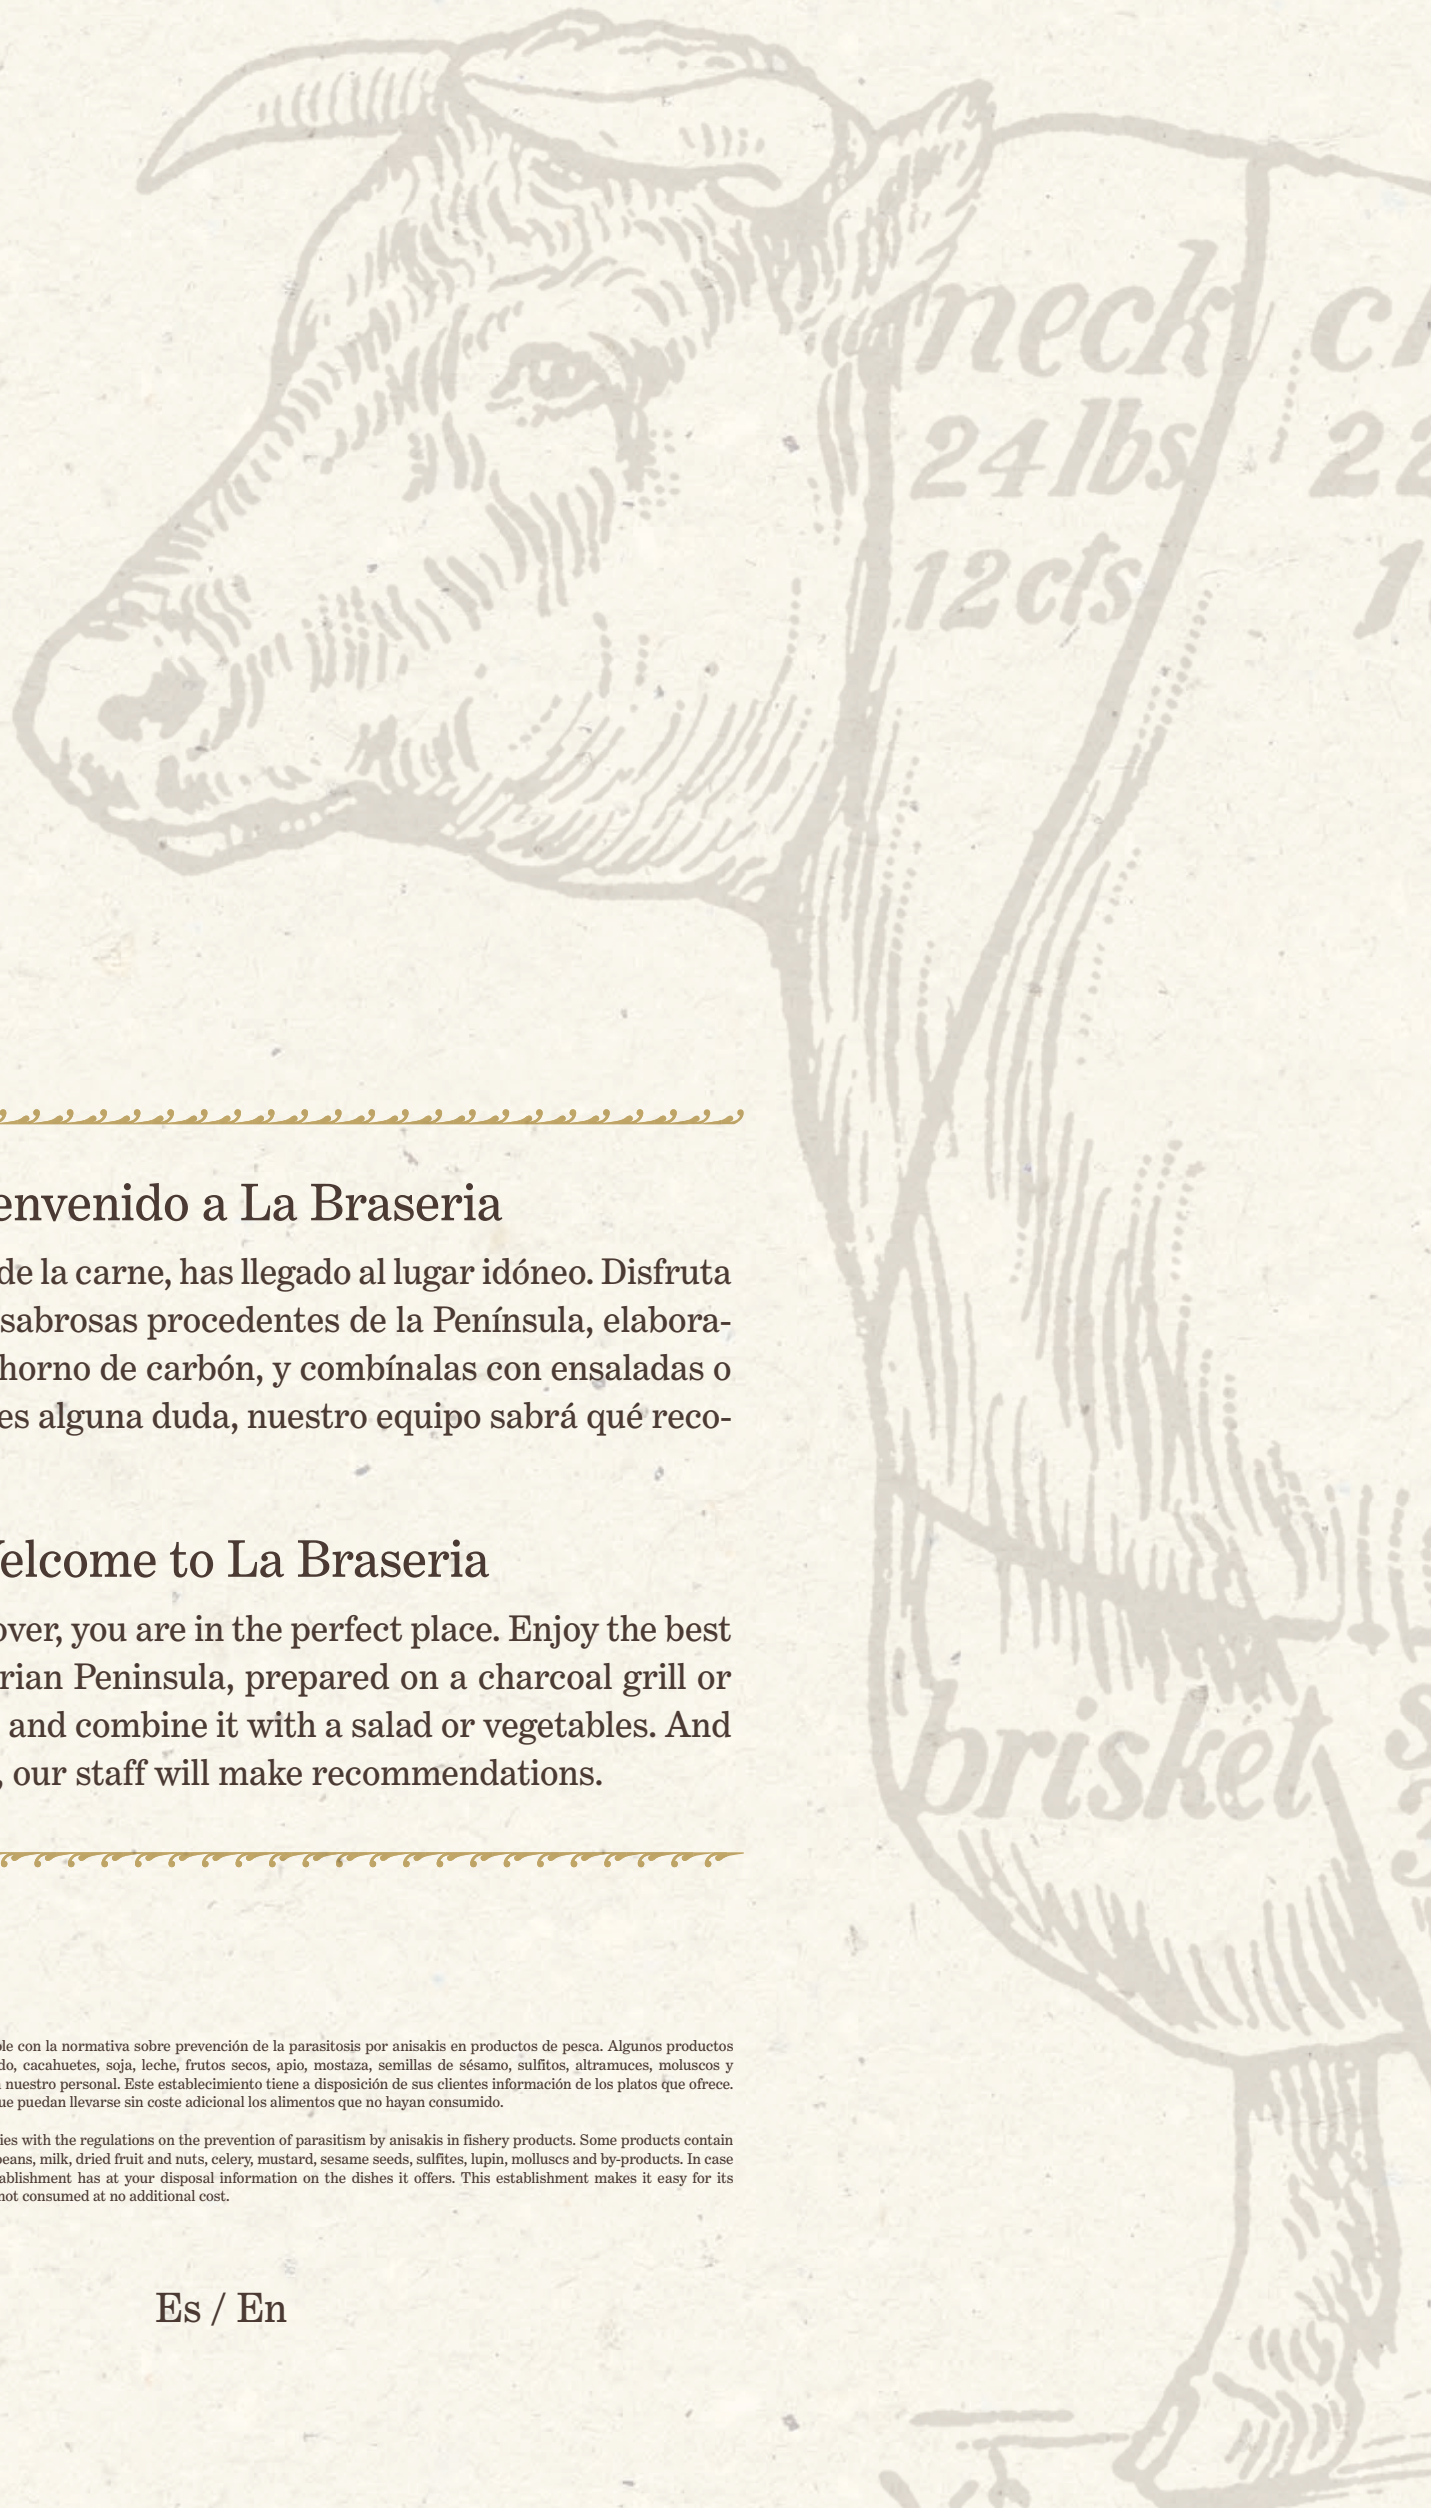 neck
24 lbs
12 cts
envenido a La Braseria
de la carne, has llegado al lugar idóneo. Disfruta
sabrosas procedentes de la Península, elabora-
horno de carbón, y combínalas con ensaladas o
es alguna duda, nuestro equipo sabrá qué reco-
elcome to La Braseria
over, you are in the perfect place. Enjoy the best
rian Peninsula, prepared on a charcoal grill or
and combine it with a salad or vegetables. And
, our staff will make recommendations.
brisket
ple con la normativa sobre prevención de la parasitosis por anisakis en productos de pesca. Algunos productos
do, cacahuetes, soja, leche, frutos secos, apio, mostaza, semillas de sésamo, sulfitos, altramuces, moluscos y
nuestro personal. Este establecimiento tiene a disposición de sus clientes información de los platos que ofrece.
ue puedan llevarse sin coste adicional los alimentos que no hayan consumido.
ies with the regulations on the prevention of parasitism by anisakis in fishery products. Some products contain
eans, milk, dried fruit and nuts, celery, mustard, sesame seeds, sulfites, lupin, molluscs and by-products. In case
ablishment has at your disposal information on the dishes it offers. This establishment makes it easy for its
not consumed at no additional cost.
Es / En